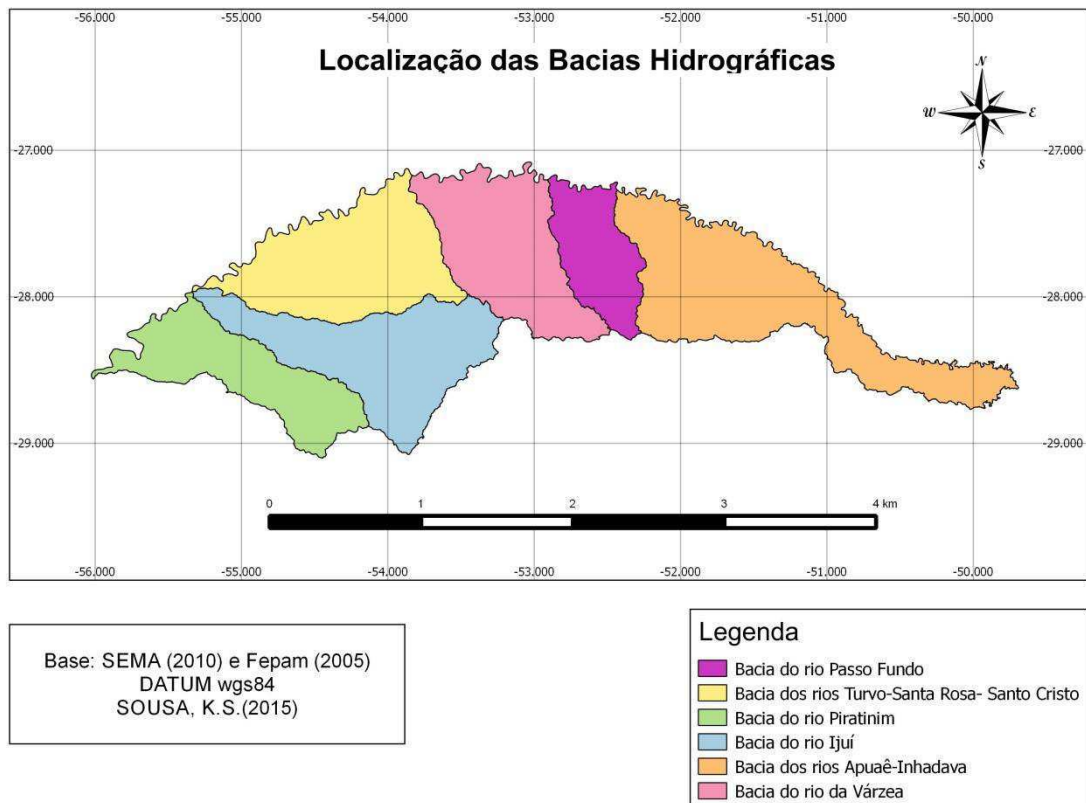 -56.000 -55.000 -54.000 -53.000 -52.000 -51.000 -50.000
Localização das Bacias Hidrográficas
N
W E
S
-27.000 -27.000
-28.000 -28.000
-29.000 -29.000
0 1 2 3 4 km
-56.000 -55.000 -54.000 -53.000 -52.000 -51.000 -50.000
Base: SEMA (2010) e Fepam (2005)
DATUM wgs84
SOUSA, K.S.(2015)
Legenda
Bacia do rio Passo Fundo
Bacia dos rios Turvo-Santa Rosa- Santo Cristo
Bacia do rio Piratinim
Bacia do rio Ijuí
Bacia dos rios Apuaê-Inhadava
Bacia do rio da Várzea